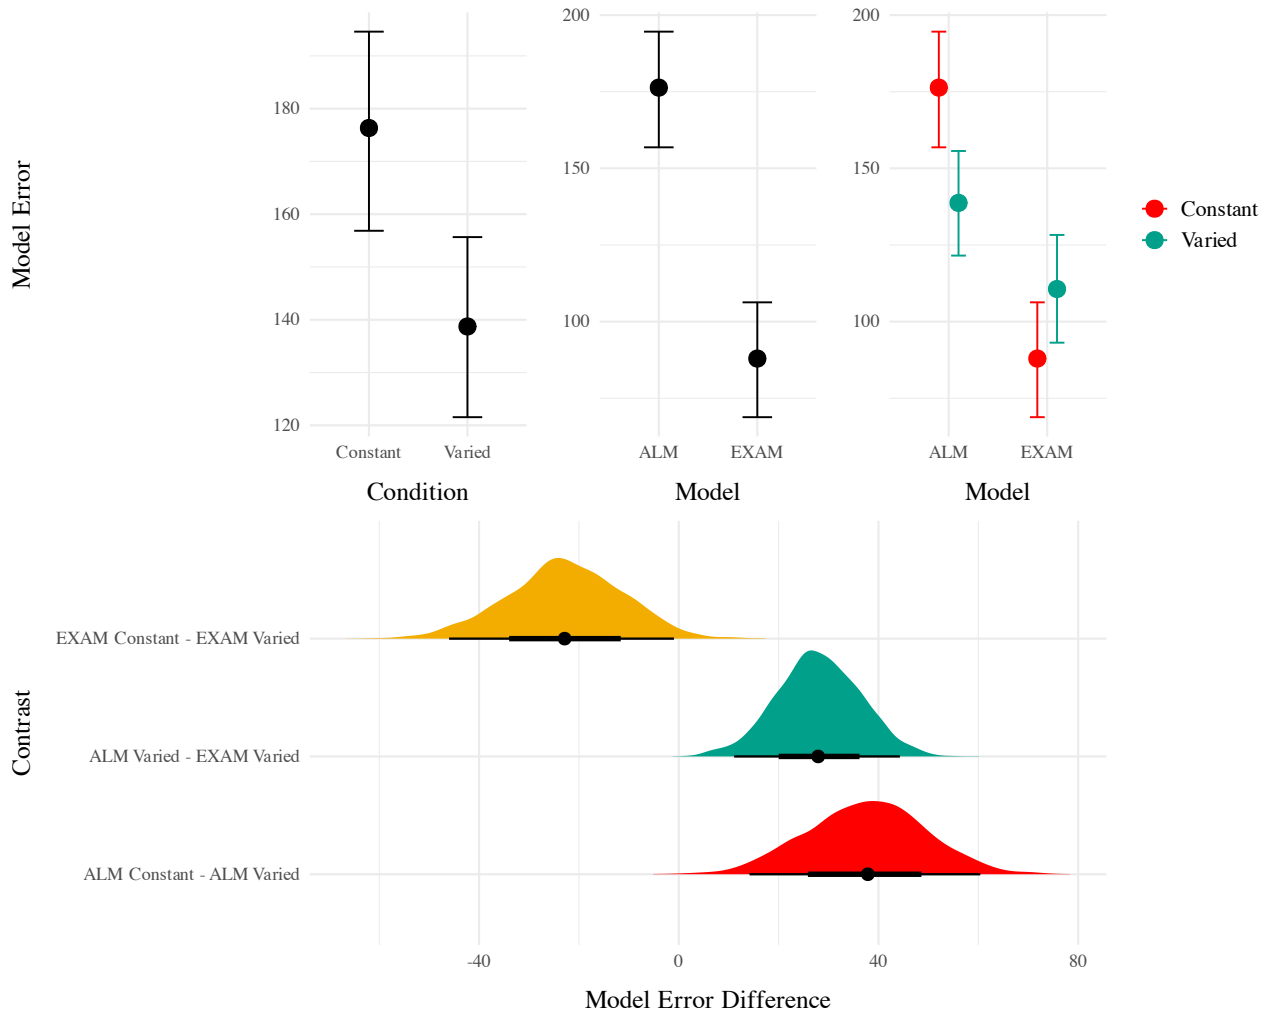 Model Error
180
160
140
120
Constant
Varied
Condition
200
150
100
ALM
EXAM
Model
200
150
100
ALM
EXAM
Model
Constant
Varied
Contrast
EXAM Constant - EXAM Varied
ALM Varied - EXAM Varied
ALM Constant - ALM Varied
-40
0
40
80
Model Error Difference